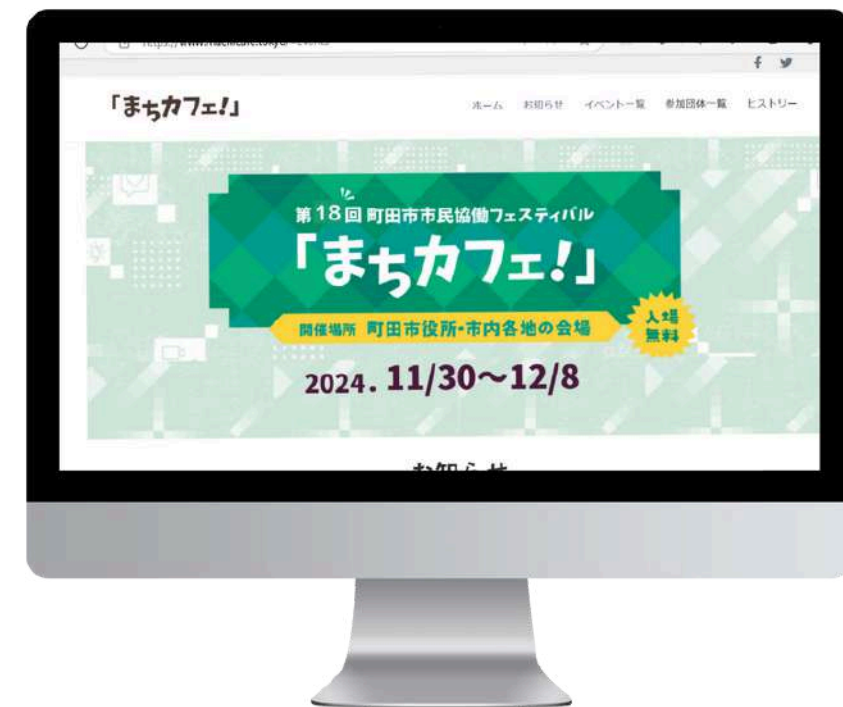 「まちカフェ!」
ホーム お知らせ イベント一覧 参加団体一覧 ヒストリー
第18回 町田市市民協働フェスティバル
「まちカフェ!」
開催場所 町田市役所・市内各地の会場
入場
無料
2024. 11/30〜12/8
お知らせ